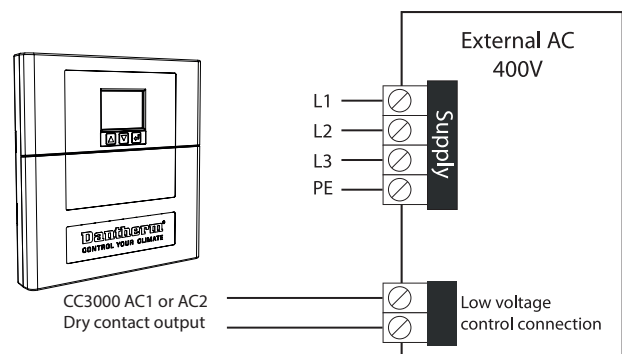 External AC
400V
L1
L2
L3
PE
Supply
Dantherm®
CONTROL YOUR CLIMATE
CC3000 AC1 or AC2
Dry contact output
Low voltage
control connection